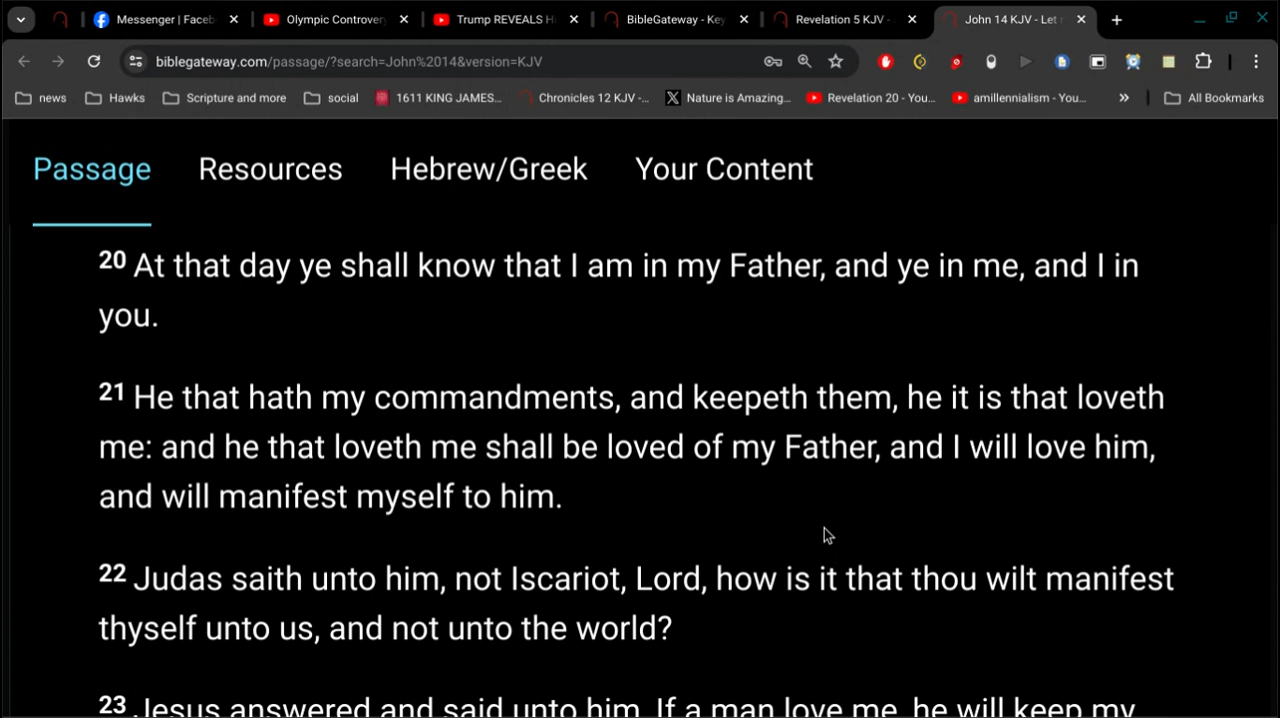 Messenger | Faceb
Olympic Controver
Trump REVEALS H
BibleGateway - Key
Revelation 5 KJV -
John 14 KJV - Let
biblegateway.com/passage/?search=John%2014&version=KJV
news
Hawks
Scripture and more
social
1611 KING JAMES...
Chronicles 12 KJV -...
Nature is Amazing...
Revelation 20 - You...
amillennialism - You...
All Bookmarks
Passage
Resources
Hebrew/Greek
Your Content
20 At that day ye shall know that I am in my Father, and ye in me, and I in
you.
21 He that hath my commandments, and keepeth them, he it is that loveth
me: and he that loveth me shall be loved of my Father, and I will love him,
and will manifest myself to him.
22 Judas saith unto him, not Iscariot, Lord, how is it that thou wilt manifest
thyself unto us, and not unto the world?
23 Jesus answered and said unto him, If a man love me, he will keep my